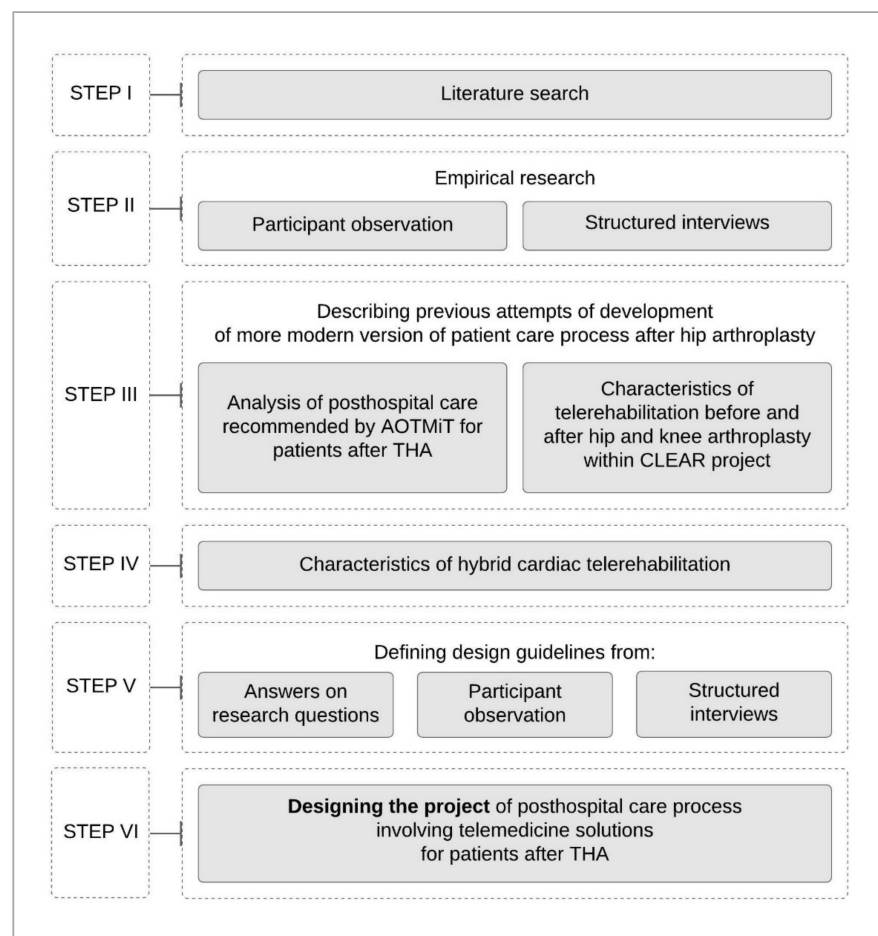 STEP I
Literature search
STEP II
Empirical research
Participant observation
Structured interviews
STEP III
Describing previous attempts of development
of more modern version of patient care process after hip arthroplasty
Analysis of posthospital care
recommended by AOTMiT for
patients after THA
Characteristics of
telerehabilitation before and
after hip and knee arthroplasty
within CLEAR project
STEP IV
Characteristics of hybrid cardiac telerehabilitation
STEP V
Defining design guidelines from:
Answers on
research questions
Participant
observation
Structured
interviews
STEP VI
Designing the project of posthospital care process
involving telemedicine solutions
for patients after THA